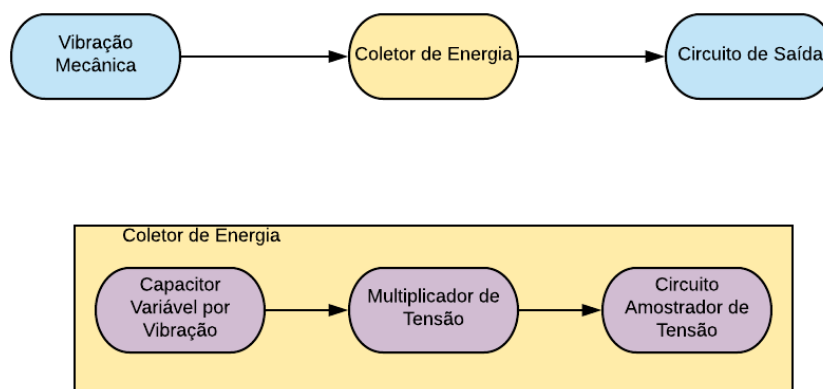 Vibração
Mecânica
Coletor de Energia
Circuito de Saída
Coletor de Energia
Capacitor
Variável por
Vibração
Multiplicador de
Tensão
Circuito
Amostrador de
Tensão